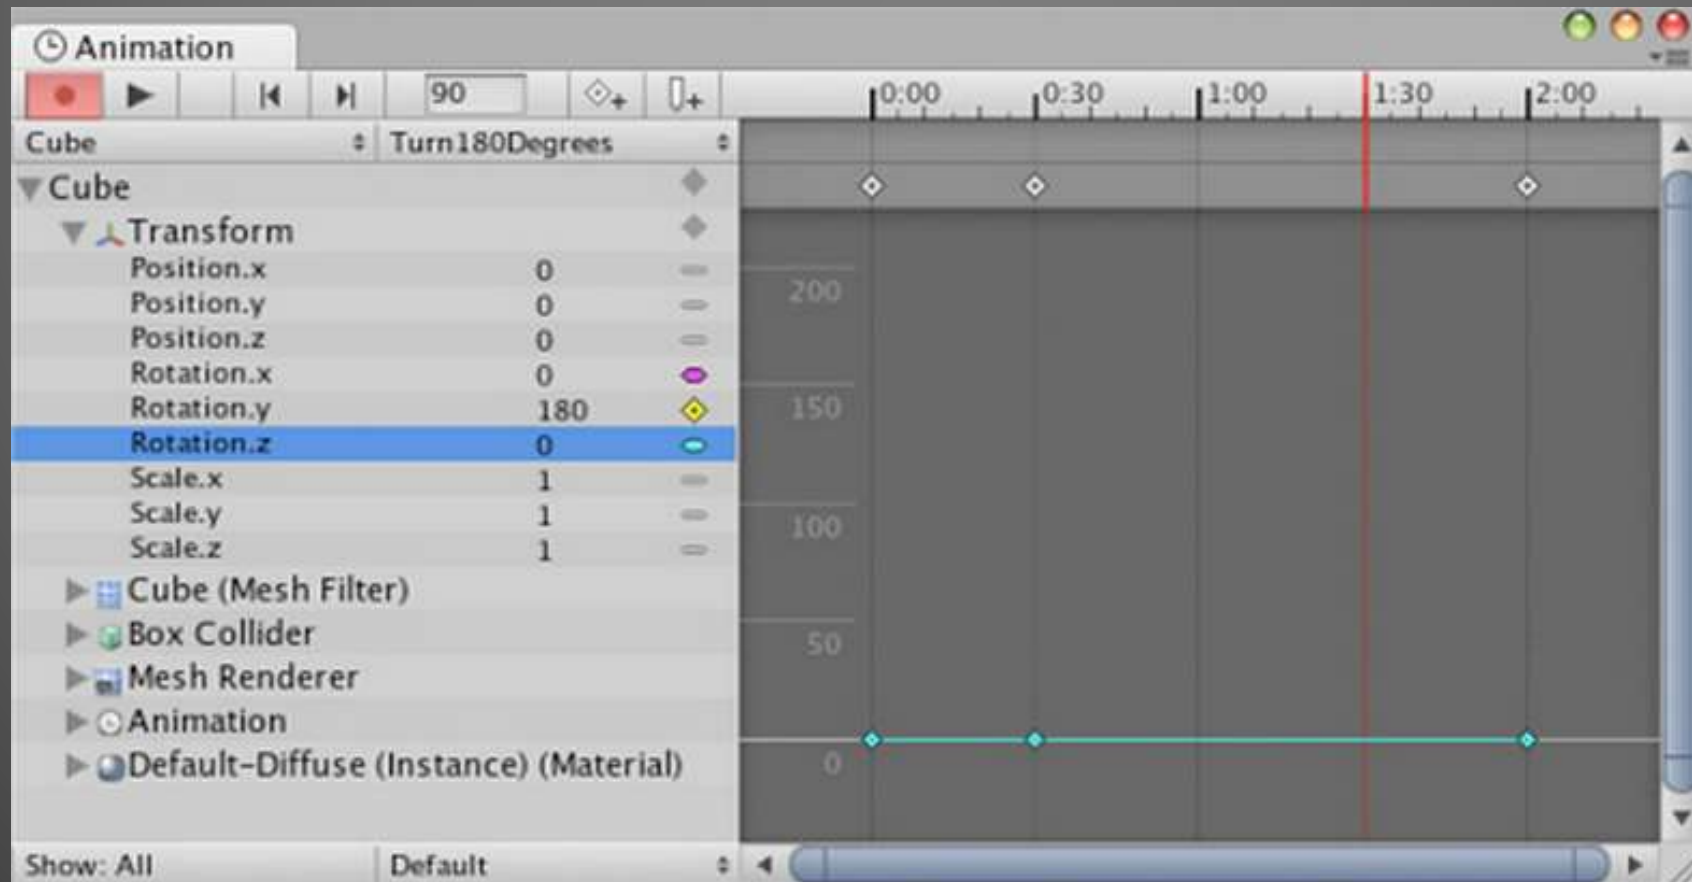 Animation
90 0:00 0:30 1:00 1:30 2:00
Cube Turn180Degrees
Cube
Transform
Position.x 0
Position.y 0
Position.z 0
Rotation.x 0
Rotation.y 180
Rotation.z 0
Scale.x 1
Scale.y 1
Scale.z 1
Cube (Mesh Filter)
Box Collider
Mesh Renderer
Animation
Default-Diffuse (Instance) (Material)
200
150
100
50
0
Show: All Default